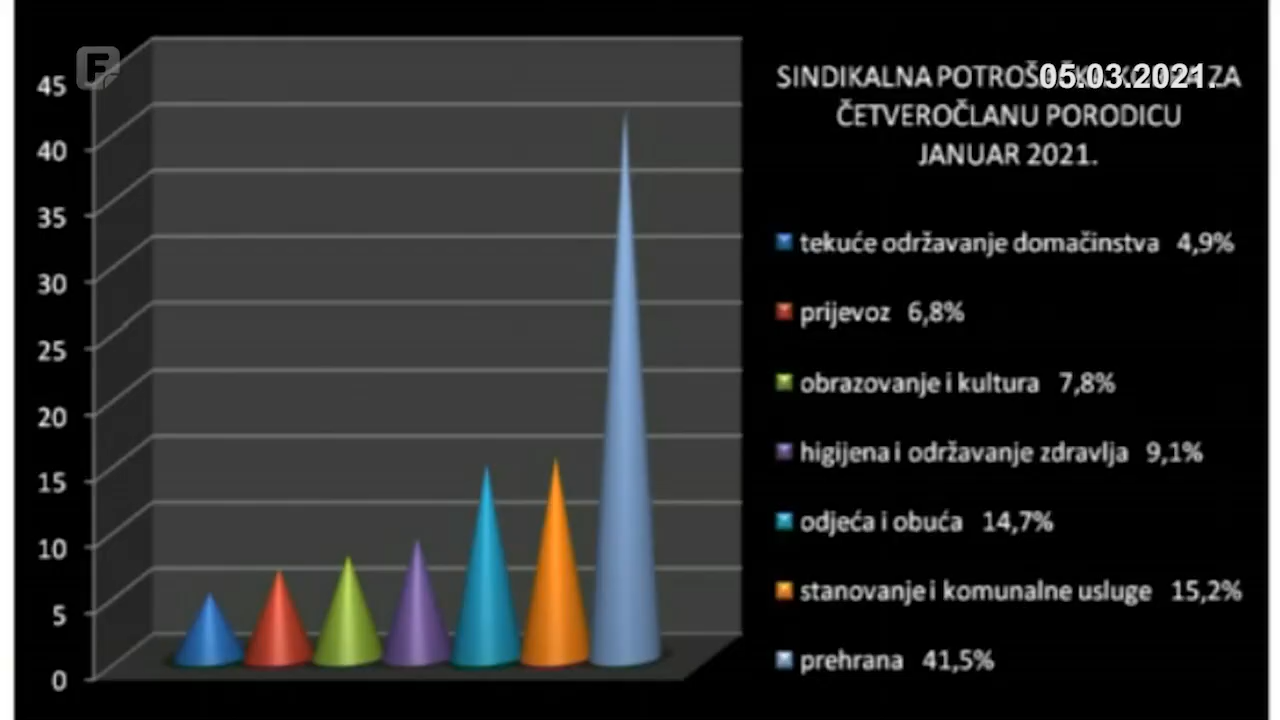 F
05.03.2021.
SINDIKALNA ZA
ČETVEROČLANU PORODICU
JANUAR 2021.
45
40
35
30
25
20
15
10
5
0
tekuće održavanje domačinstva 4,9%
prijevoz 6,8%
obrazovanje i kultura 7,8%
higijena i održavanje zdravlja 9,1%
odjeća i obuća 14,7%
stanovanje i komunalne usluge 15,2%
prehrana 41,5%